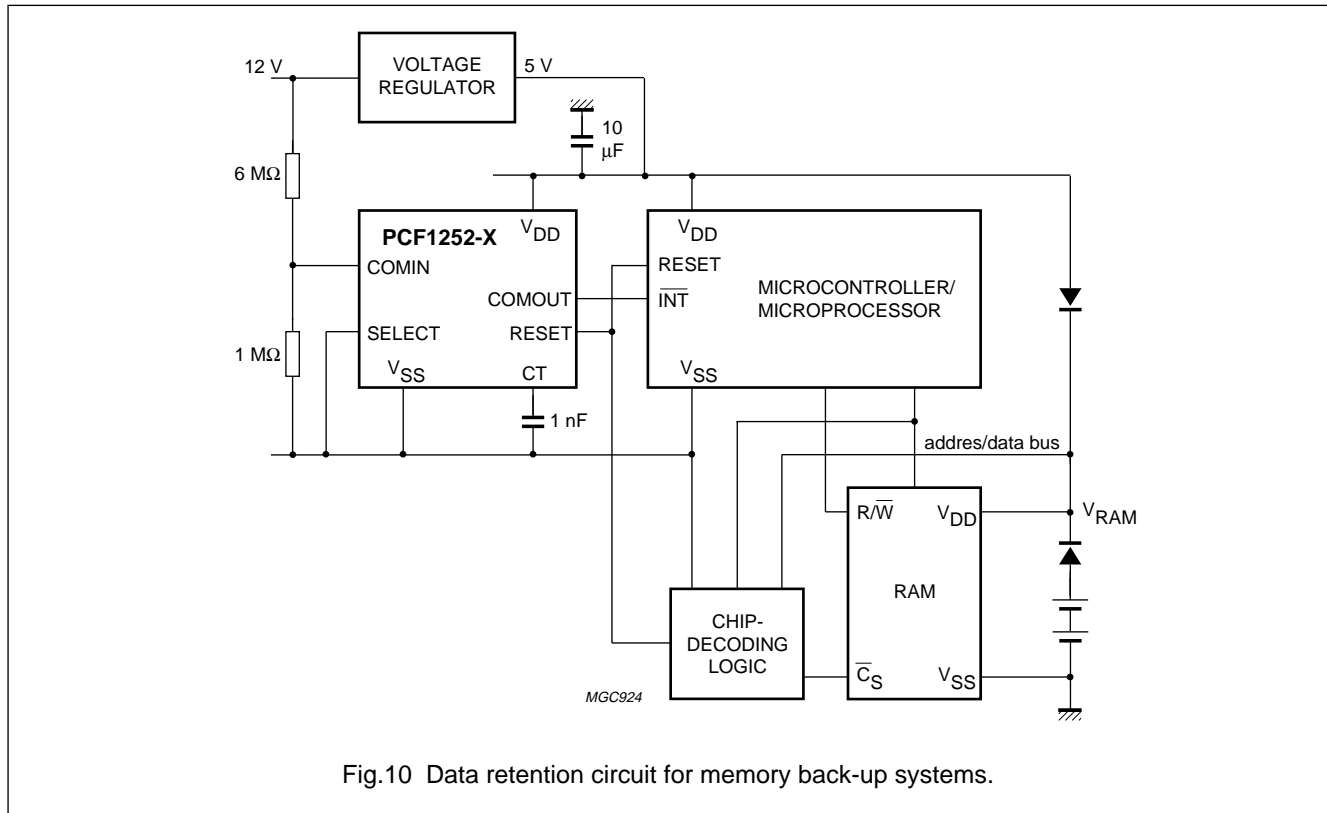 12 V
VOLTAGE
REGULATOR
5 V
10
µF
6 MΩ
PCF1252-X
VDD
COMIN
COMOUT
SELECT
RESET
VSS
CT
1 MΩ
1 nF
VDD
RESET
INT
MICROCONTROLLER/
MICROPROCESSOR
VSS
addres/data bus
R/W
VDD
VRAM
RAM
CHIP-
DECODING
LOGIC
CS
VSS
MGC924
Fig.10 Data retention circuit for memory back-up systems.